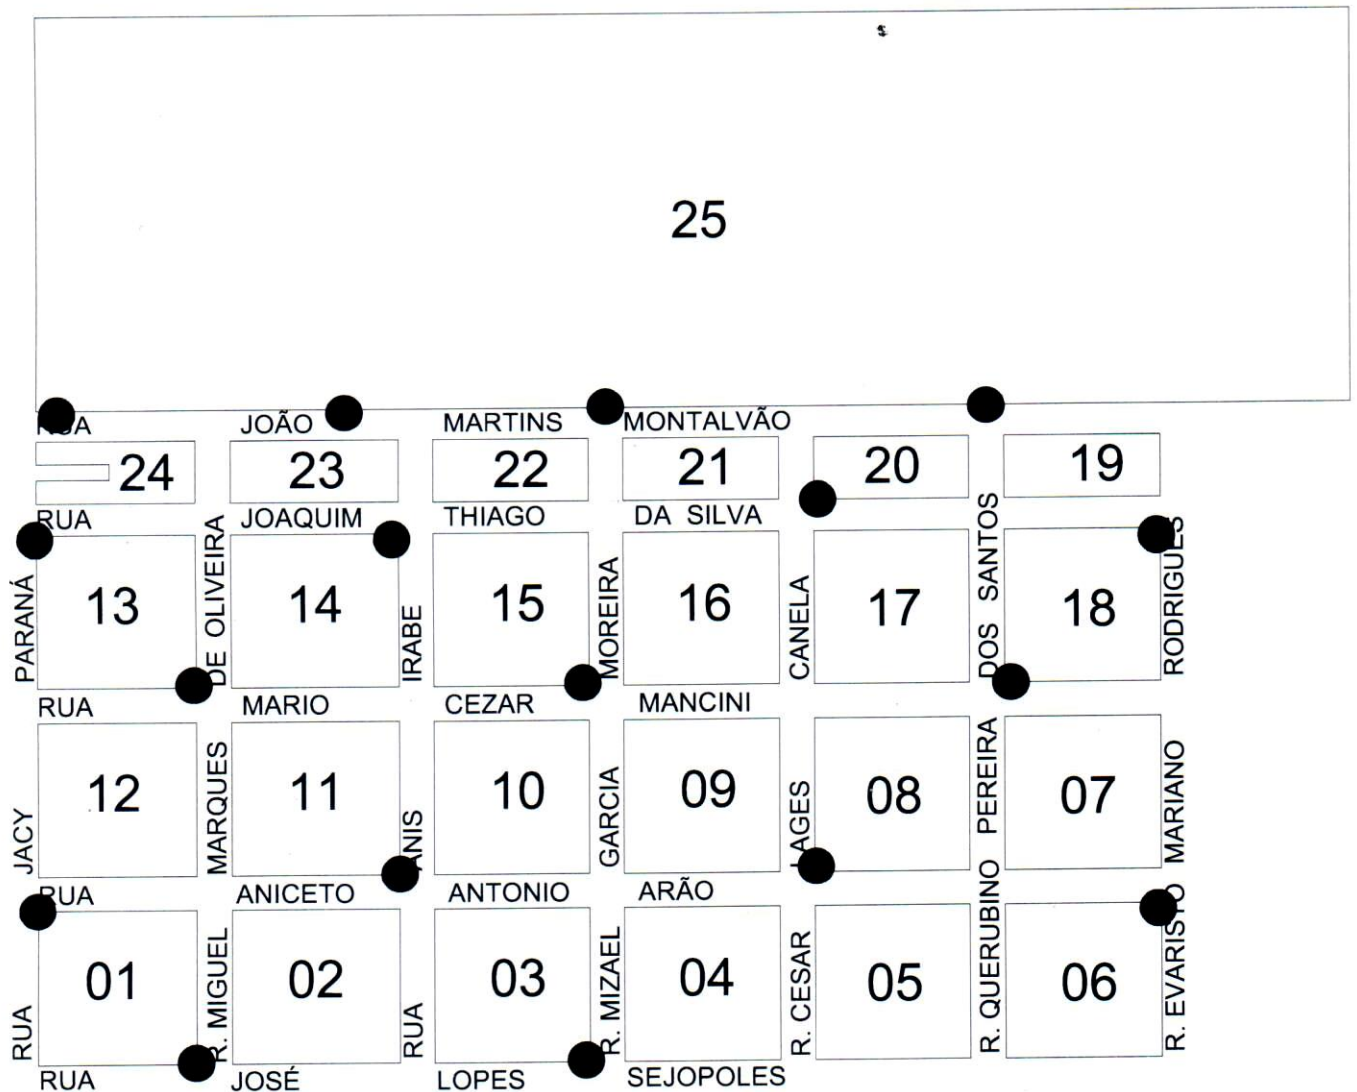 25
RUA JOÃO MARTINS MONTALVÃO
24 23 22 21 20 19
RUA JOAQUIM THIAGO DA SILVA
13 14 15 16 17 18
RUA MARIO CEZAR MANCINI
12 11 10 09 08 07
RUA ANICETO ANTONIO ARÃO
01 02 03 04 05 06
RUA JOSÉ LOPES SEJOPOLES
RUA JACY PARANÁ
R. MIGUEL MARQUES DE OLIVEIRA
RUA ANIS IRABE
R. MIZAEL GARCIA MOREIRA
R. CESAR LAGES CANELA
R. QUERUBINO PEREIRA DOS SANTOS
R. EVARISTO MARIANO RODRIGUES